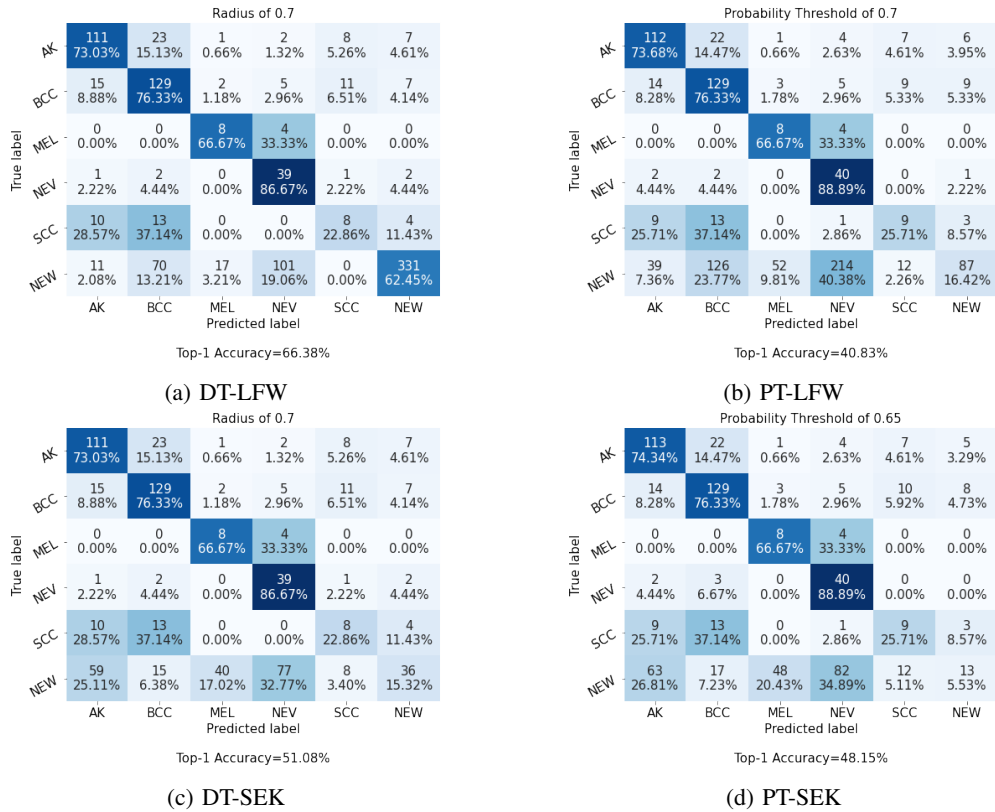 Radius of 0.7
AK 111 23 1 2 8 7
73.03% 15.13% 0.66% 1.32% 5.26% 4.61%
BCC 15 129 2 5 11 7
8.88% 76.33% 1.18% 2.96% 6.51% 4.14%
MEL 0 0 8 4 0 0
0.00% 0.00% 66.67% 33.33% 0.00% 0.00%
NEV 1 2 0 39 1 2
2.22% 4.44% 0.00% 86.67% 2.22% 4.44%
SCC 10 13 0 0 8 4
28.57% 37.14% 0.00% 0.00% 22.86% 11.43%
NEW 11 70 17 101 0 331
2.08% 13.21% 3.21% 19.06% 0.00% 62.45%
True label
AK BCC MEL NEV SCC NEW
Predicted label
Top-1 Accuracy=66.38%
(a) DT-LFW
Probability Threshold of 0.7
AK 112 22 1 4 7 6
73.68% 14.47% 0.66% 2.63% 4.61% 3.95%
BCC 14 129 3 5 9 9
8.28% 76.33% 1.78% 2.96% 5.33% 5.33%
MEL 0 0 8 4 0 0
0.00% 0.00% 66.67% 33.33% 0.00% 0.00%
NEV 2 2 0 40 0 1
4.44% 4.44% 0.00% 88.89% 0.00% 2.22%
SCC 9 13 0 1 9 3
25.71% 37.14% 0.00% 2.86% 25.71% 8.57%
NEW 39 126 52 214 12 87
7.36% 23.77% 9.81% 40.38% 2.26% 16.42%
True label
AK BCC MEL NEV SCC NEW
Predicted label
Top-1 Accuracy=40.83%
(b) PT-LFW
Radius of 0.7
AK 111 23 1 2 8 7
73.03% 15.13% 0.66% 1.32% 5.26% 4.61%
BCC 15 129 2 5 11 7
8.88% 76.33% 1.18% 2.96% 6.51% 4.14%
MEL 0 0 8 4 0 0
0.00% 0.00% 66.67% 33.33% 0.00% 0.00%
NEV 1 2 0 39 1 2
2.22% 4.44% 0.00% 86.67% 2.22% 4.44%
SCC 10 13 0 0 8 4
28.57% 37.14% 0.00% 0.00% 22.86% 11.43%
NEW 59 15 40 77 8 36
25.11% 6.38% 17.02% 32.77% 3.40% 15.32%
True label
AK BCC MEL NEV SCC NEW
Predicted label
Top-1 Accuracy=51.08%
(c) DT-SEK
Probability Threshold of 0.65
AK 113 22 1 4 7 5
74.34% 14.47% 0.66% 2.63% 4.61% 3.29%
BCC 14 129 3 5 10 8
8.28% 76.33% 1.78% 2.96% 5.92% 4.73%
MEL 0 0 8 4 0 0
0.00% 0.00% 66.67% 33.33% 0.00% 0.00%
NEV 2 3 0 40 0 0
4.44% 6.67% 0.00% 88.89% 0.00% 0.00%
SCC 9 13 0 1 9 3
25.71% 37.14% 0.00% 2.86% 25.71% 8.57%
NEW 63 17 48 82 12 13
26.81% 7.23% 20.43% 34.89% 5.11% 5.53%
True label
AK BCC MEL NEV SCC NEW
Predicted label
Top-1 Accuracy=48.15%
(d) PT-SEK